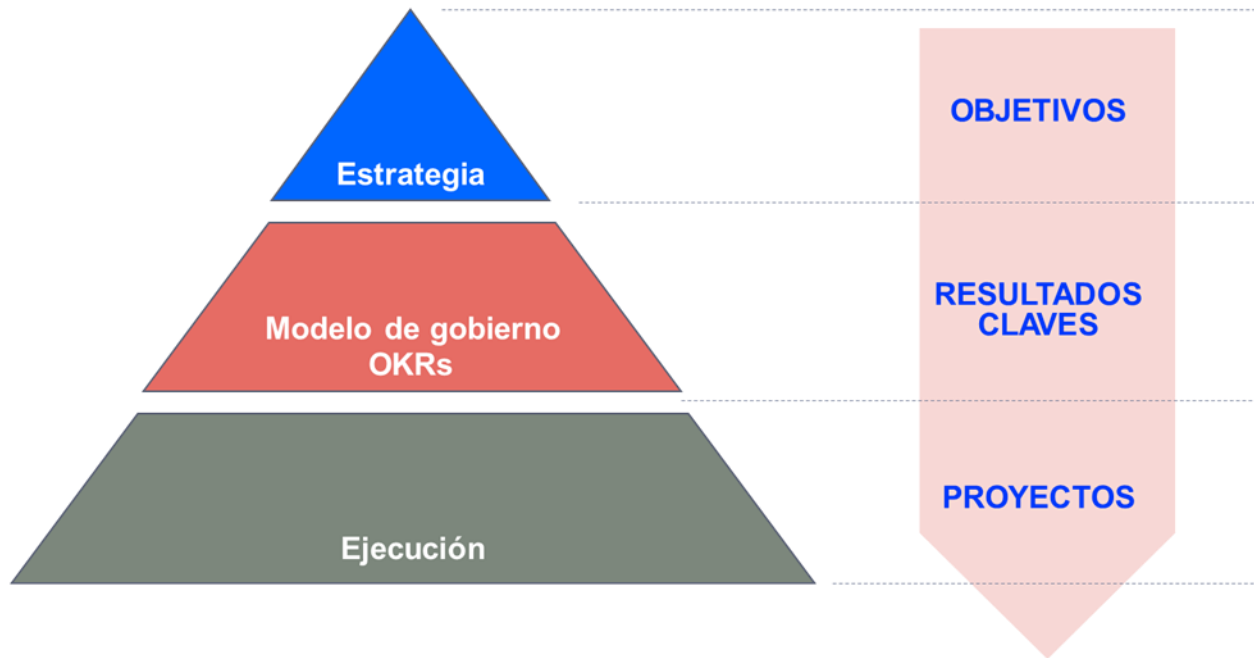 Estrategia
OBJETIVOS
Modelo de gobierno
OKRs
RESULTADOS
CLAVES
Ejecución
PROYECTOS